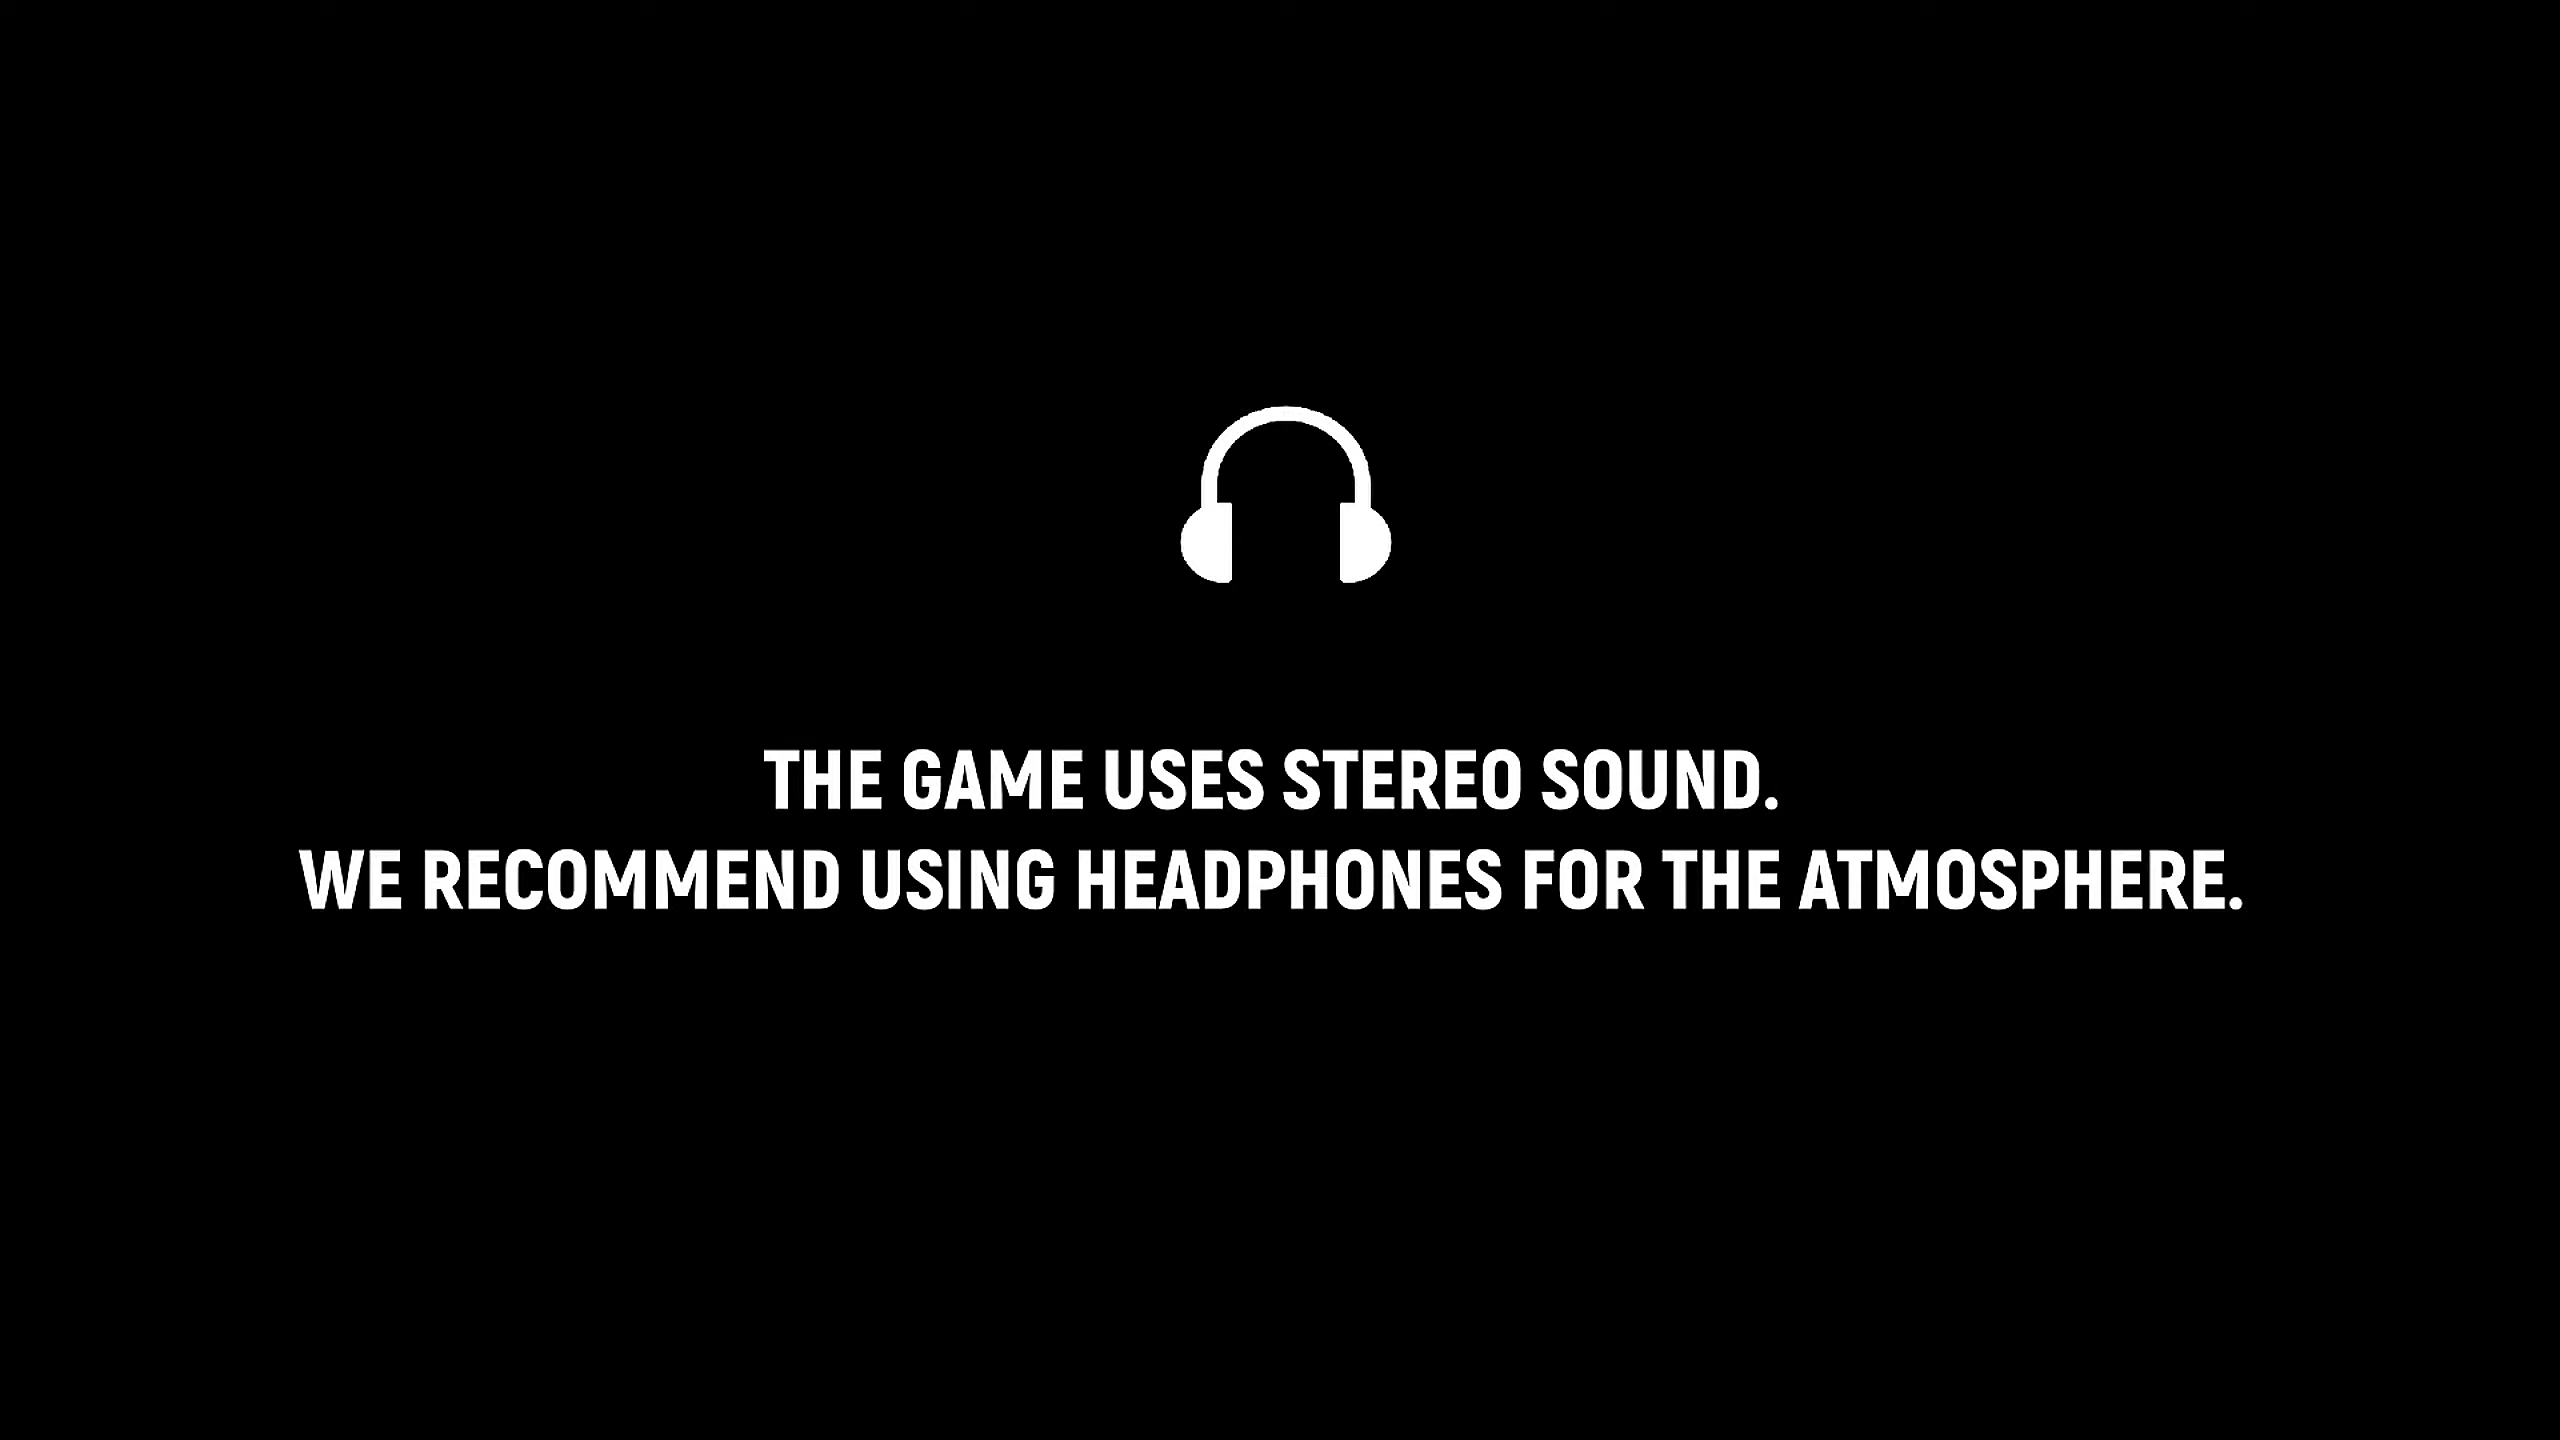 THE GAME USES STEREO SOUND.
WE RECOMMEND USING HEADPHONES FOR THE ATMOSPHERE.